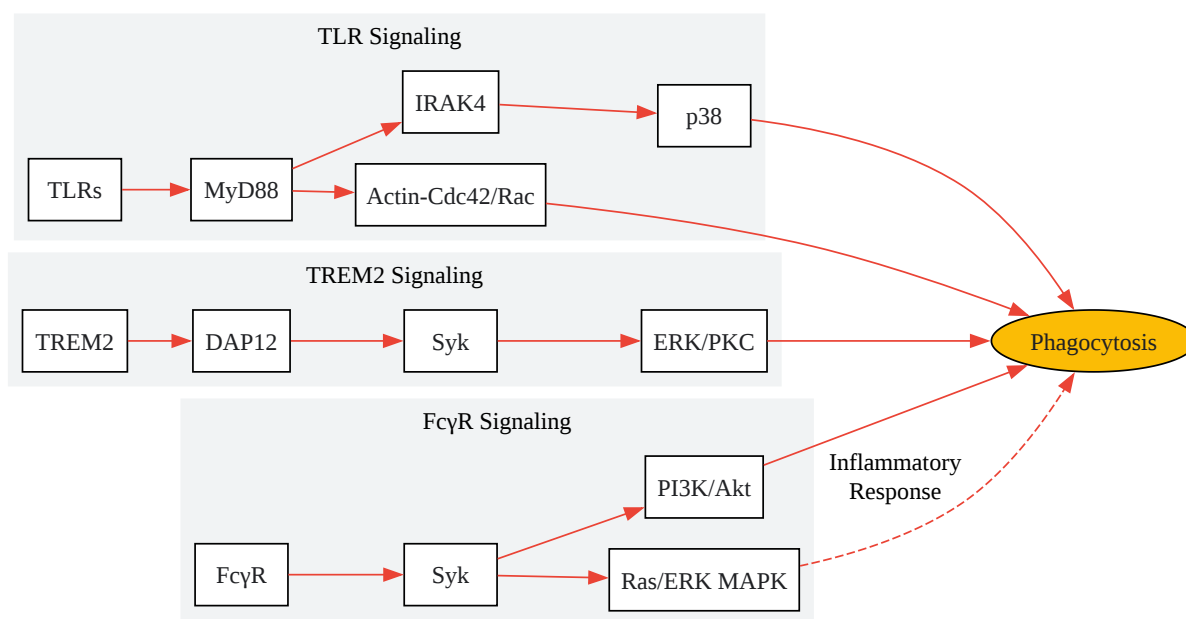 TLR Signaling
IRAK4
p38
TLRs
MyD88
Actin-Cdc42/Rac
TREM2 Signaling
TREM2
DAP12
Syk
ERK/PKC
Phagocytosis
FcγR Signaling
PI3K/Akt
Inflammatory
Response
FcγR
Syk
Ras/ERK MAPK